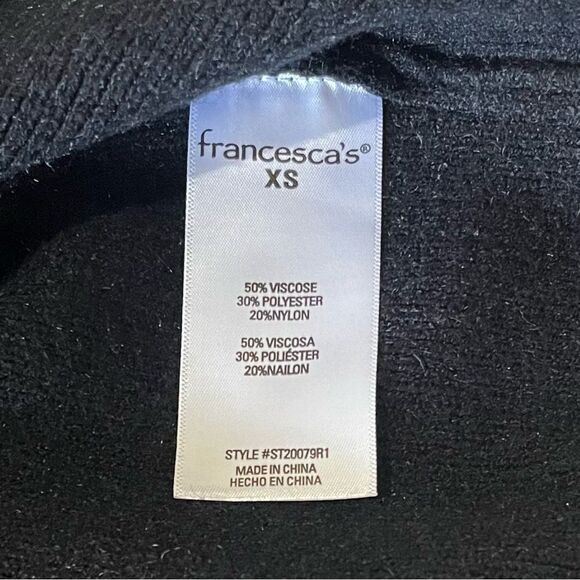 francesca's®
XS
50% VISCOSE
30% POLYESTER
20%NYLON
50% VISCOSA
30% POLIÉSTER
20%NAILON
STYLE #ST20079R1
MADE IN CHINA
HECHO EN CHINA